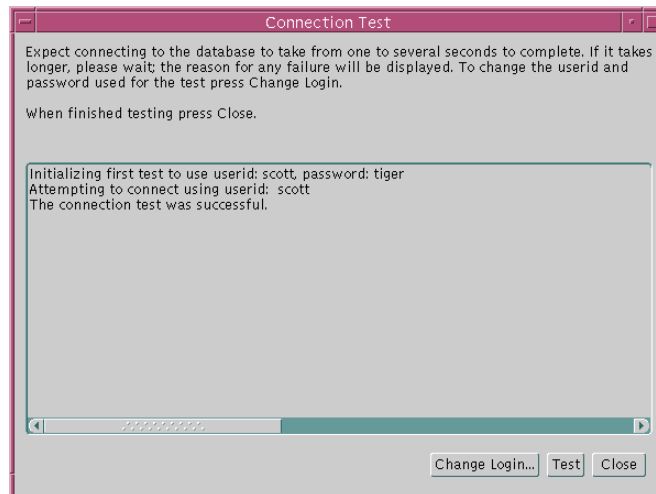 Connection Test
Expect connecting to the database to take from one to several seconds to complete. If it takes
longer, please wait; the reason for any failure will be displayed. To change the userid and
password used for the test press Change Login.
When finished testing press Close.
Initializing first test to use userid: scott, password: tiger
Attempting to connect using userid:  scott
The connection test was successful.
Change Login... Test Close